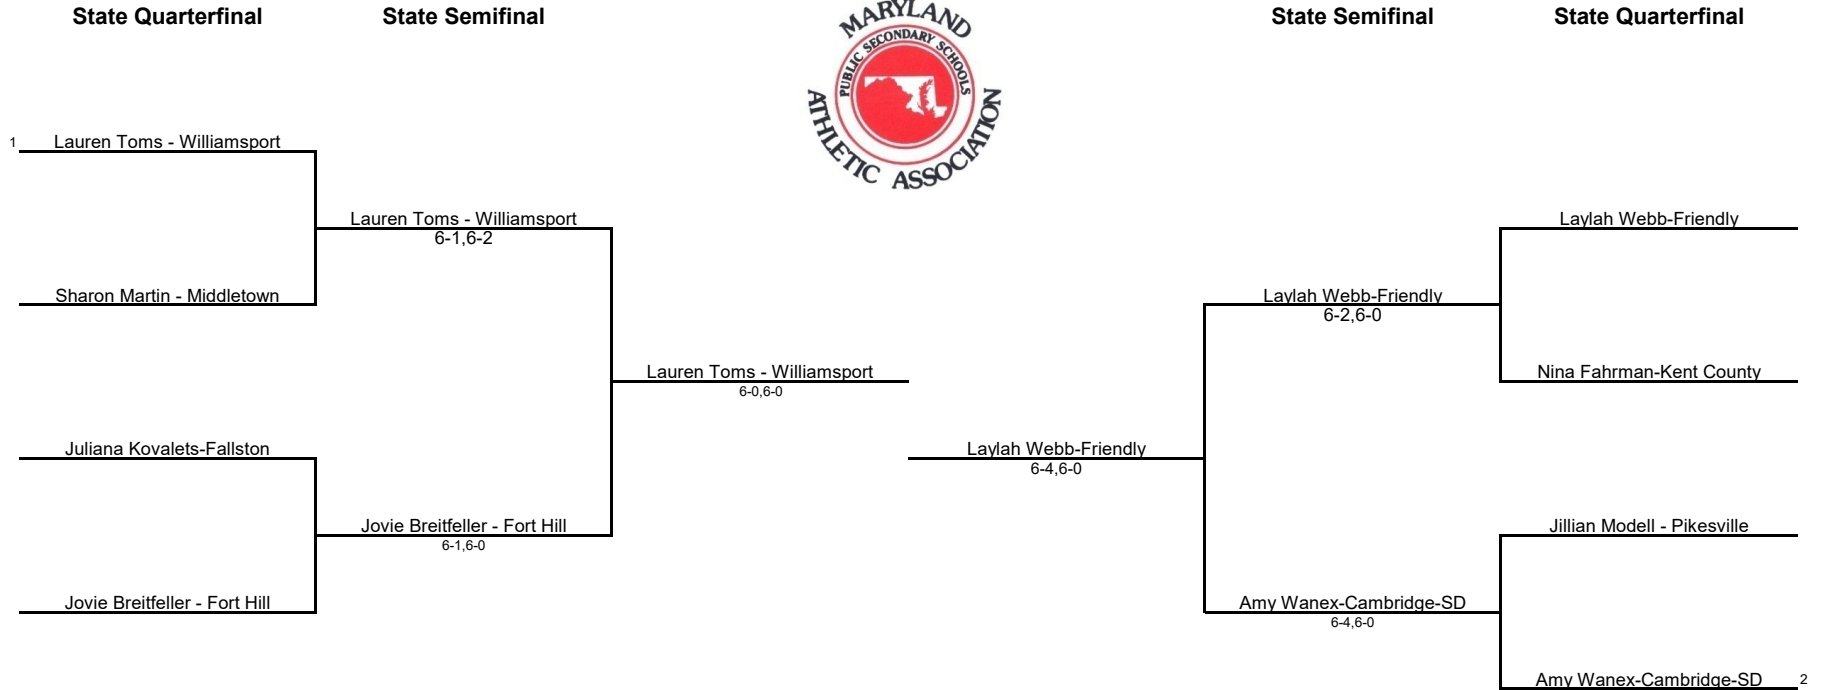 State Quarterfinal
State Semifinal
MARYLAND
PUBLIC SECONDARY SCHOOLS
ATHLETIC ASSOCIATION
State Semifinal
State Quarterfinal
1
Lauren Toms - Williamsport
Lauren Toms - Williamsport
6-1,6-2
Sharon Martin - Middletown
Lauren Toms - Williamsport
6-0,6-0
Juliana Kovalets-Fallston
Jovie Breitfeller - Fort Hill
6-1,6-0
Jovie Breitfeller - Fort Hill
Laylah Webb-Friendly
6-4,6-0
Laylah Webb-Friendly
Laylah Webb-Friendly
6-2,6-0
Nina Fahrman-Kent County
Jillian Modell - Pikesville
Amy Wanex-Cambridge-SD
6-4,6-0
Amy Wanex-Cambridge-SD
2